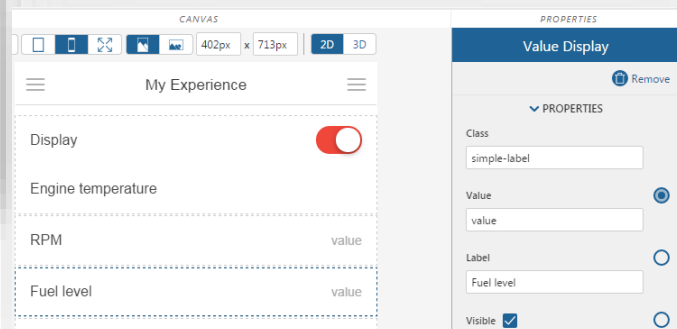 CANVAS
402px x 713px 2D 3D
My Experience
Display
Engine temperature
RPM value
Fuel level value
PROPERTIES
Value Display
Remove
PROPERTIES
Class
simple-label
Value
value
Label
Fuel level
Visible